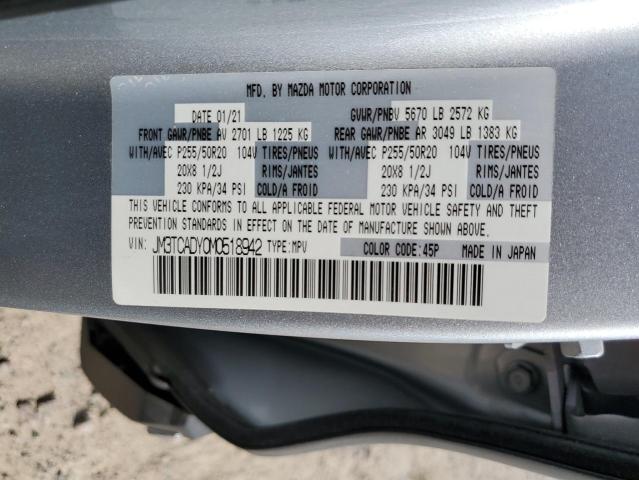 MFD. BY MAZDA MOTOR CORPORATION
DATE 01/21 GVWR/PNBV 5670 LB 2572 KG
FRONT GAWR/PNBE AV 2701 LB 1225 KG REAR GAWR/PNBE AR 3049 LB 1383 KG
WITH/AVEC P255/50R20 104V TIRES/PNEUS WITH/AVEC P255/50R20 104V TIRES/PNEUS
20X8 1/2J RIMS/JANTES 20X8 1/2J RIMS/JANTES
230 KPA/34 PSI COLD/A FROID 230 KPA/34 PSI COLD/A FROID
THIS VEHICLE CONFORMS TO ALL APPLICABLE FEDERAL MOTOR VEHICLE SAFETY AND THEFT
PREVENTION STANDARDS IN EFFECT ON THE DATE OF MANUFACTURE SHOWN ABOVE.
VIN: JM3TCADY0M0518942 TYPE:MPV COLOR CODE:45P MADE IN JAPAN